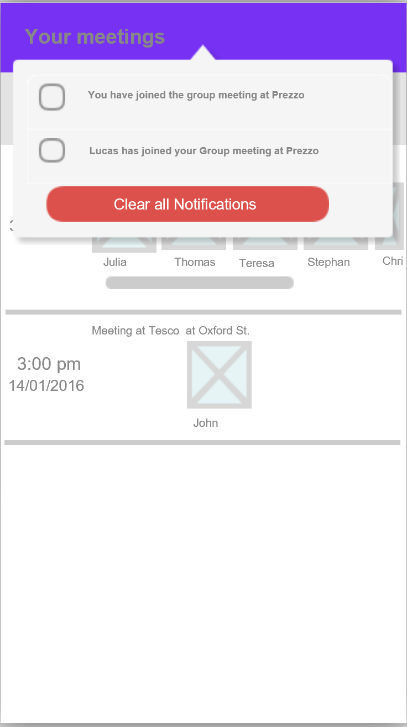 Your meetings
You have joined the group meeting at Prezzo
Lucas has joined your Group meeting at Prezzo
Clear all Notifications
Julia Thomas Teresa Stephan Chri
Meeting at Tesco at Oxford St.
3:00 pm
14/01/2016
John